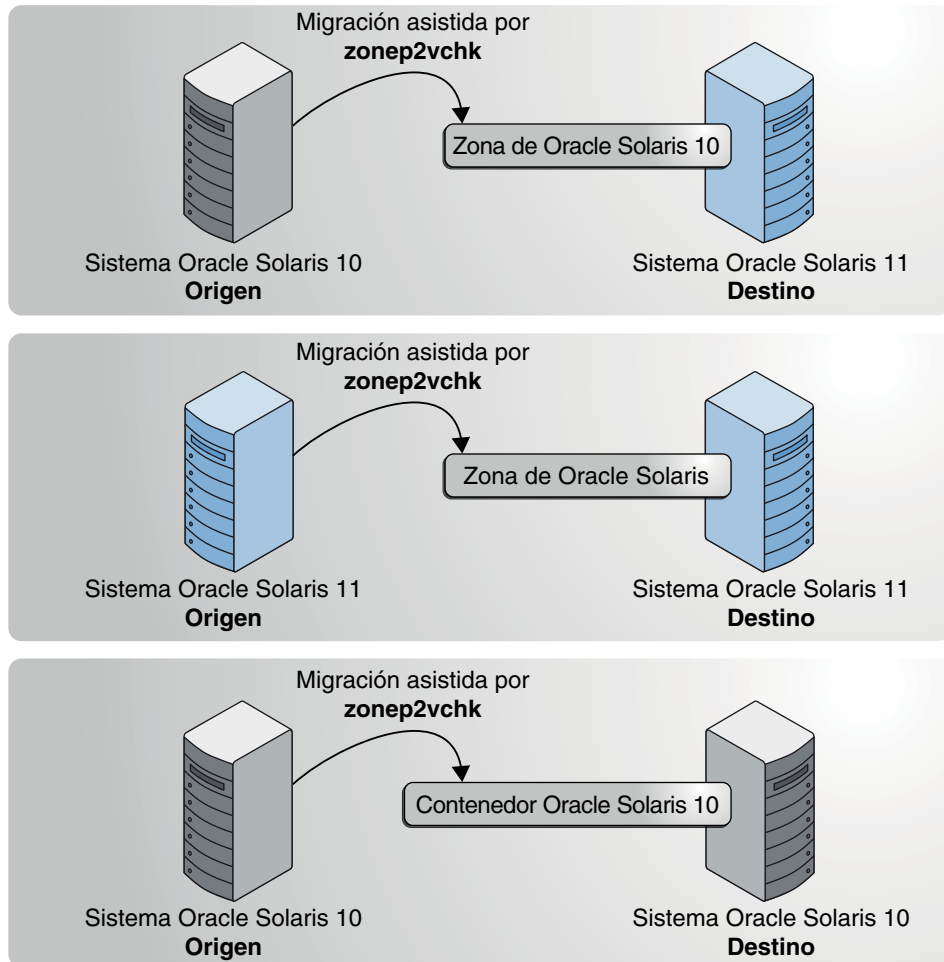 Migración asistida por
zonep2vchk
Zona de Oracle Solaris 10
Sistema Oracle Solaris 10
Origen
Sistema Oracle Solaris 11
Destino
Migración asistida por
zonep2vchk
Zona de Oracle Solaris
Sistema Oracle Solaris 11
Origen
Sistema Oracle Solaris 11
Destino
Migración asistida por
zonep2vchk
Contenedor Oracle Solaris 10
Sistema Oracle Solaris 10
Origen
Sistema Oracle Solaris 10
Destino